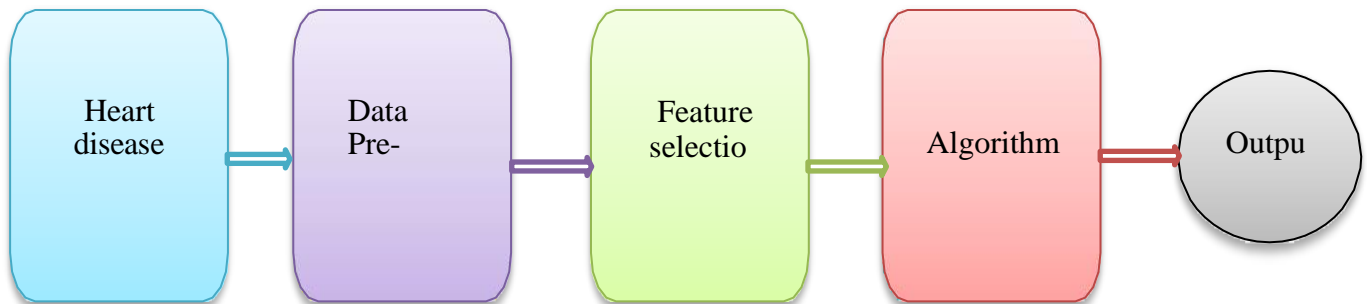 Heart
disease
Data
Pre-
Feature
selectio
Algorithm
Outpu